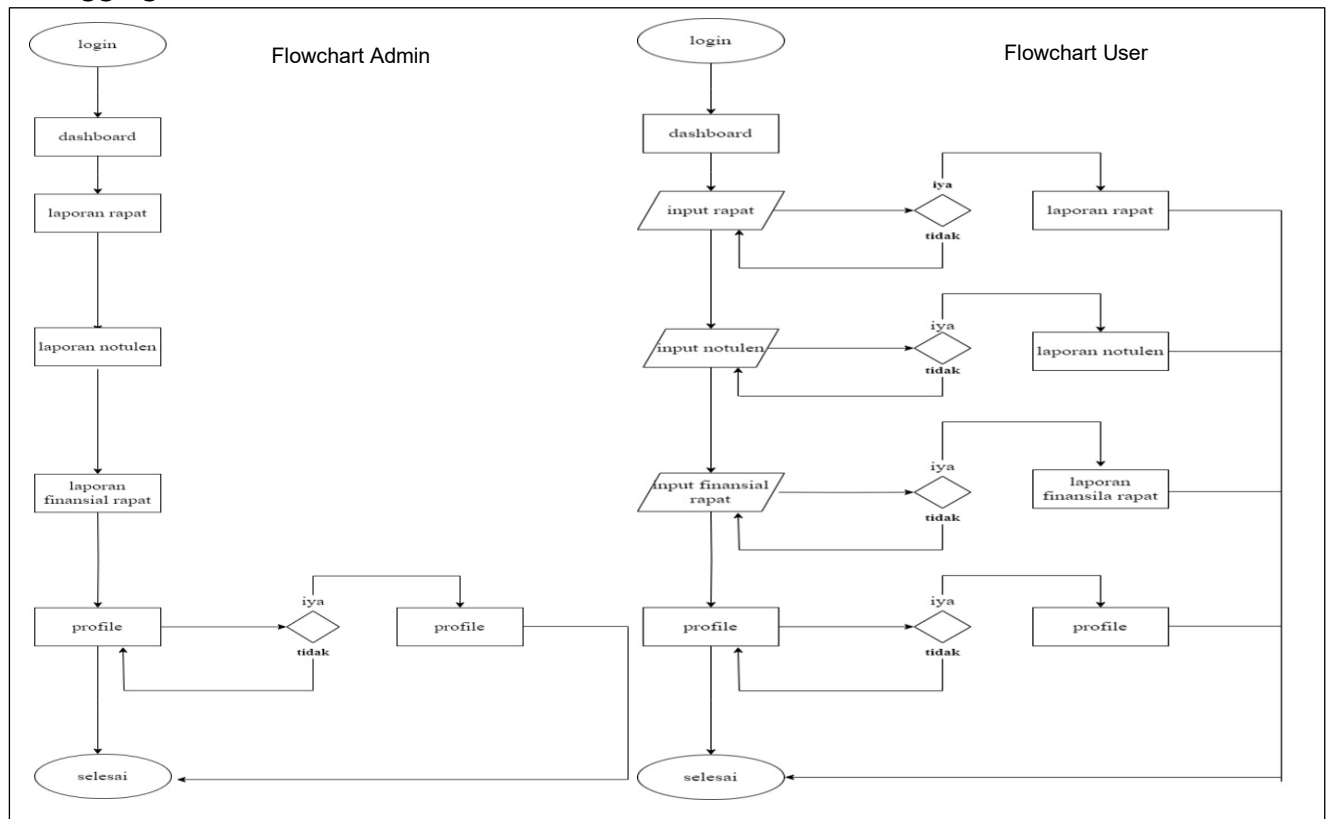 login
Flowchart Admin
dashboard
laporan rapat
laporan notulen
laporan
finansial rapat
profile
iya
tidak
profile
selesai
login
Flowchart User
dashboard
input rapat
iya
tidak
laporan rapat
input notulen
iya
tidak
laporan notulen
input finansial
rapat
iya
tidak
laporan
finansila rapat
profile
iya
tidak
profile
selesai